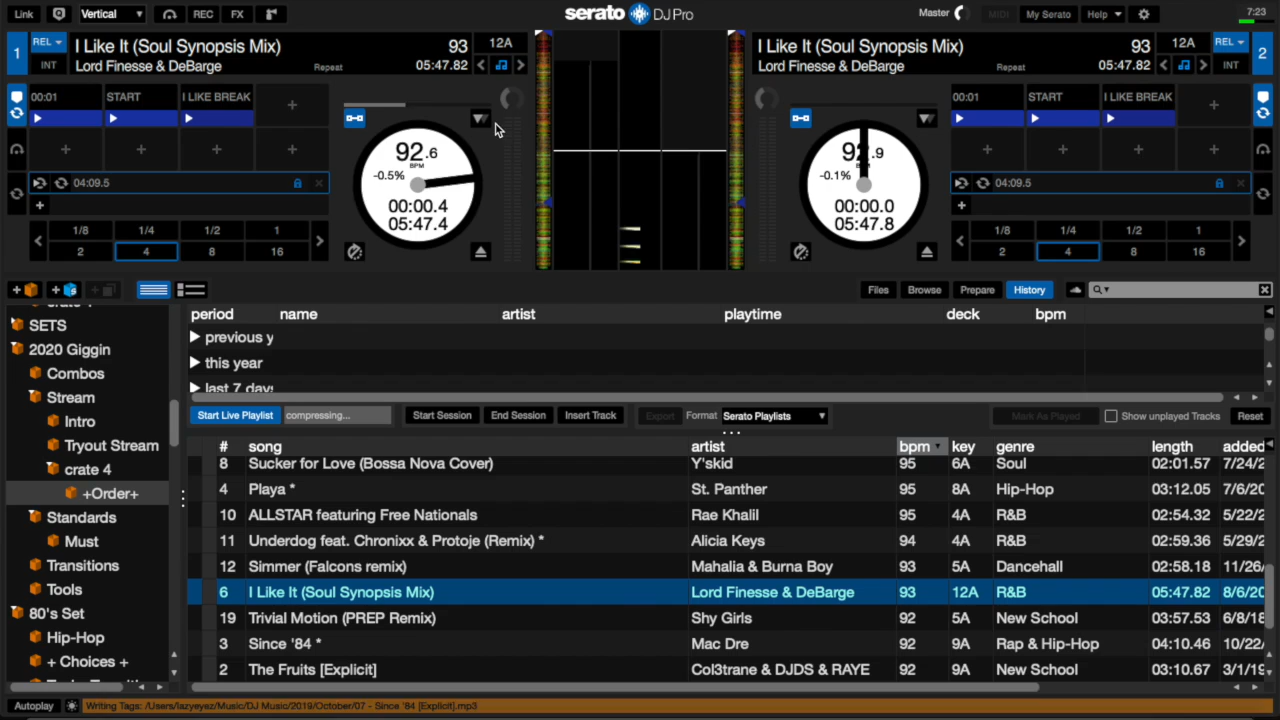 Link Vertical REC FX serato DJ Pro Master MIDI My Serato Help 7:23
1 REL I Like It (Soul Synopsis Mix) 93 12A
INT Lord Finesse & DeBarge Repeat 05:47.82
I Like It (Soul Synopsis Mix) 93 12A REL 2
Lord Finesse & DeBarge Repeat 05:47.82 INT
00:01 START I LIKE BREAK
92.6
BPM
-0.5%
00:00.4
05:47.4
04:09.5
1/8 1/4 1/2 1
2 4 8 16
00:01 START I LIKE BREAK
92.9
BPM
-0.1%
00:00.0
05:47.8
04:09.5
1/8 1/4 1/2 1
2 4 8 16
Files Browse Prepare History
SETS
2020 Giggin
Combos
Stream
Intro
Tryout Stream
crate 4
+Order+
Standards
Must
Transitions
Tools
80's Set
Hip-Hop
+ Choices +
period name artist playtime deck bpm
previous y
this year
last 7 days
Start Live Playlist compressing... Start Session End Session Insert Track Export Format Serato Playlists Mark As Played Show unplayed Tracks Reset
# song artist bpm key genre length added
8 Sucker for Love (Bossa Nova Cover) Y'skid 95 6A Soul 02:01.57 7/24/2
4 Playa * St. Panther 95 8A Hip-Hop 03:12.05 7/6/20
10 ALLSTAR featuring Free Nationals Rae Khalil 95 4A R&B 02:54.32 5/22/2
11 Underdog feat. Chronixx & Protoje (Remix) * Alicia Keys 94 4A R&B 02:59.36 5/29/2
12 Simmer (Falcons remix) Mahalia & Burna Boy 93 5A Dancehall 02:58.18 11/26/
6 I Like It (Soul Synopsis Mix) Lord Finesse & DeBarge 93 12A R&B 05:47.82 8/6/20
19 Trivial Motion (PREP Remix) Shy Girls 92 5A New School 03:57.53 6/8/18
3 Since '84 * Mac Dre 92 9A Rap & Hip-Hop 04:10.46 10/22/
2 The Fruits [Explicit] Col3trane & DJDS & RAYE 92 9A New School 03:10.67 3/1/19
Autoplay Writing Tags: /Users/lazyeyez/Music/DJ Music/2019/October/07 - Since '84 [Explicit].mp3